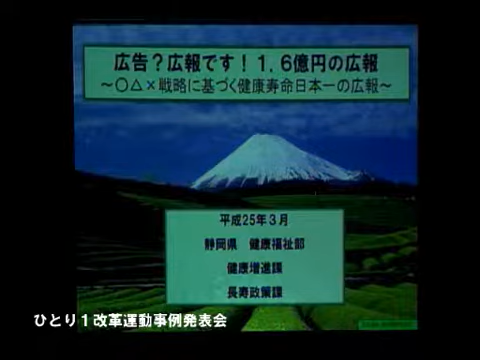 広告？広報です！１，６億円の広報
～〇△×戦略に基づく健康寿命日本一の広報～
平成25年３月
静岡県　健康福祉部
健康増進課
長寿政策課
ひとり１改革運動事例発表会